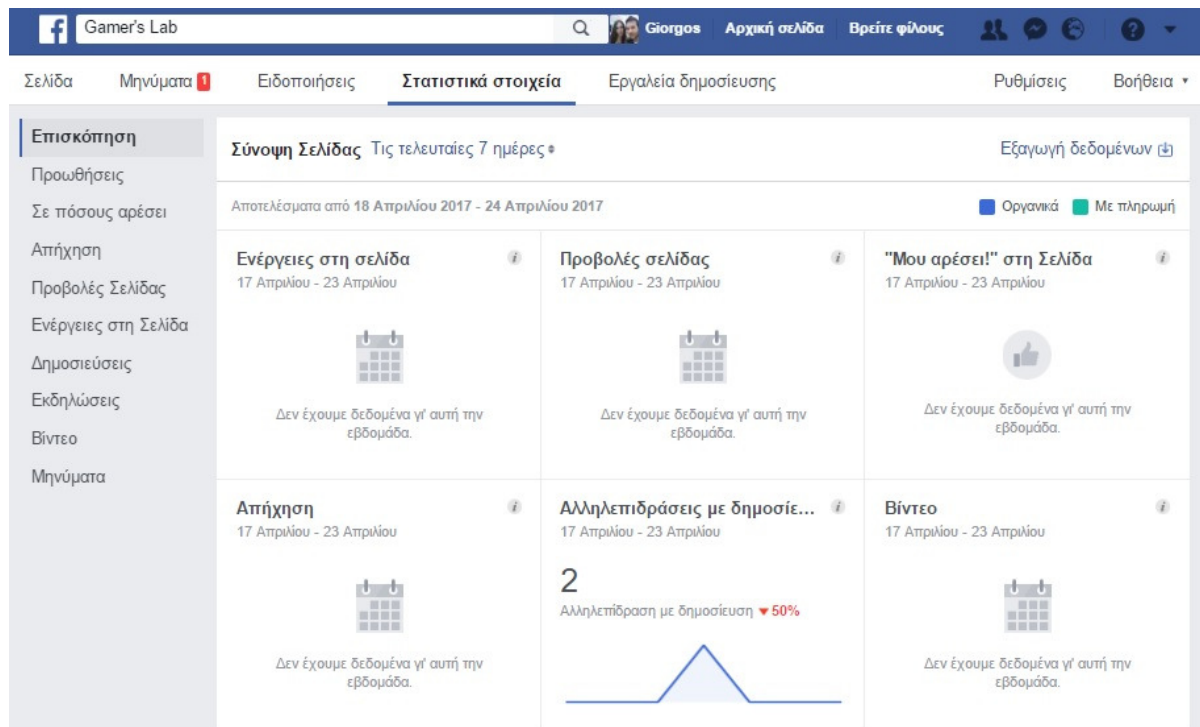 f Gamer's Lab Giorgos Αρχική σελίδα Βρείτε φίλους ?
Σελίδα Μηνύματα 1 Ειδοποιήσεις Στατιστικά στοιχεία Εργαλεία δημοσίευσης Ρυθμίσεις Βοήθεια
Επισκόπηση
Προωθήσεις
Σε πόσους αρέσει
Απήχηση
Προβολές Σελίδας
Ενέργειες στη Σελίδα
Δημοσιεύσεις
Εκδηλώσεις
Βίντεο
Μηνύματα
Σύνοψη Σελίδας Τις τελευταίες 7 ημέρες Εξαγωγή δεδομένων
Αποτελέσματα από 18 Απριλίου 2017 - 24 Απριλίου 2017 Οργανικά Με πληρωμή
Ενέργειες στη σελίδα i
17 Απριλίου - 23 Απριλίου
Δεν έχουμε δεδομένα γι' αυτή την
εβδομάδα.
Προβολές σελίδας i
17 Απριλίου - 23 Απριλίου
Δεν έχουμε δεδομένα γι' αυτή την
εβδομάδα.
"Μου αρέσει!" στη Σελίδα i
17 Απριλίου - 23 Απριλίου
Δεν έχουμε δεδομένα γι' αυτή την
εβδομάδα.
Απήχηση i
17 Απριλίου - 23 Απριλίου
Δεν έχουμε δεδομένα γι' αυτή την
εβδομάδα.
Αλληλεπιδράσεις με δημοσίε... i
17 Απριλίου - 23 Απριλίου
2
Αλληλεπίδραση με δημοσίευση ▼50%
Βίντεο i
17 Απριλίου - 23 Απριλίου
Δεν έχουμε δεδομένα γι' αυτή την
εβδομάδα.